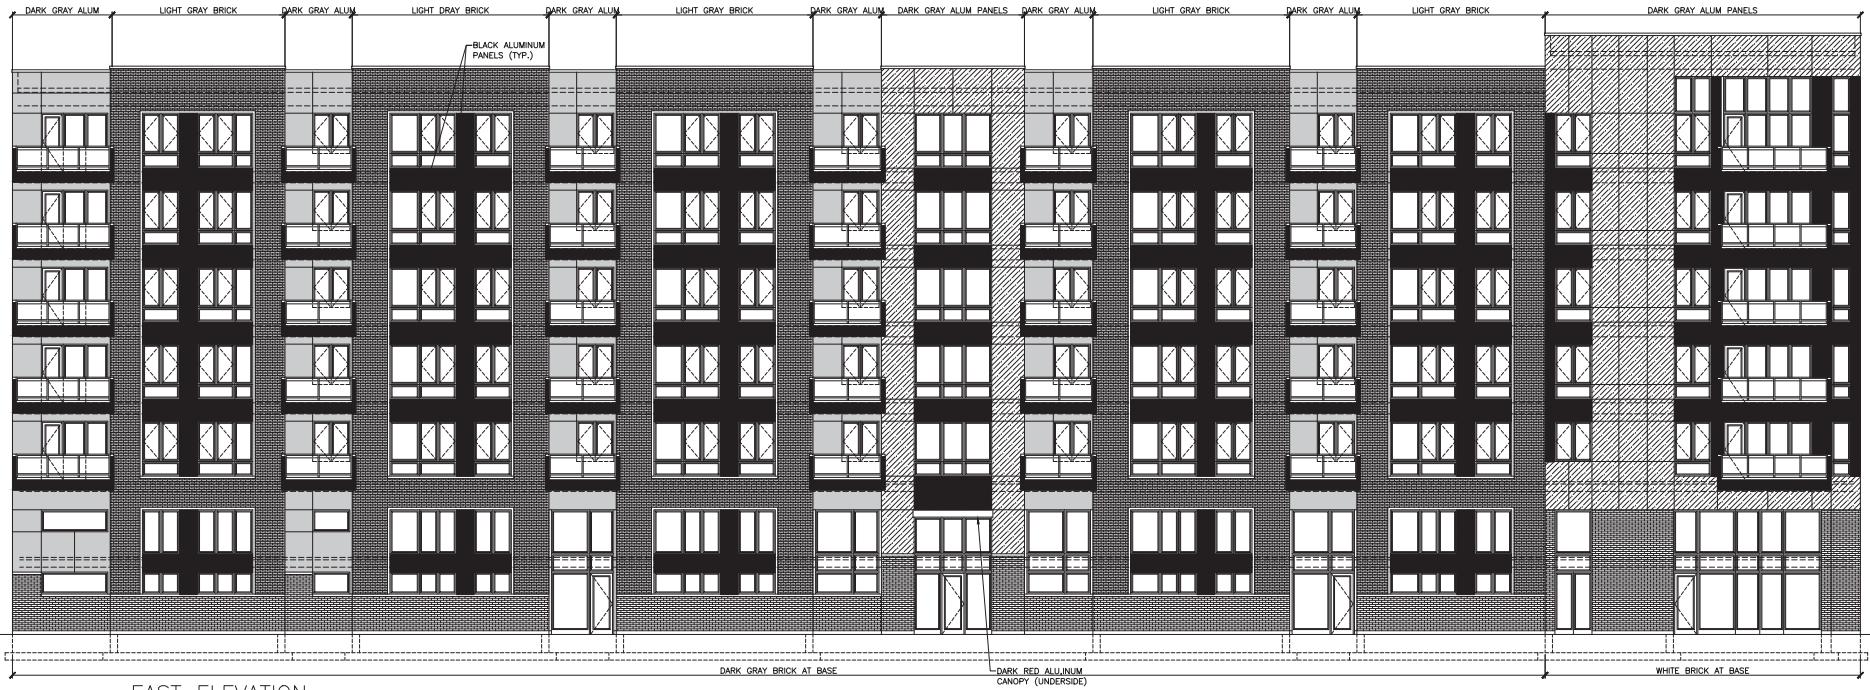 DARK GRAY ALUM
LIGHT GRAY BRICK
DARK GRAY ALUM
LIGHT DRAY BRICK
DARK GRAY ALUM
LIGHT GRAY BRICK
DARK GRAY ALUM
DARK GRAY ALUM PANELS
DARK GRAY ALUM
LIGHT GRAY BRICK
DARK GRAY ALUM
LIGHT GRAY BRICK
DARK GRAY ALUM PANELS
BLACK ALUMINUM
PANELS (TYP.)
DARK GRAY BRICK AT BASE
DARK RED ALU,INUM
CANOPY (UNDERSIDE)
WHITE BRICK AT BASE
EAST ELEVATION